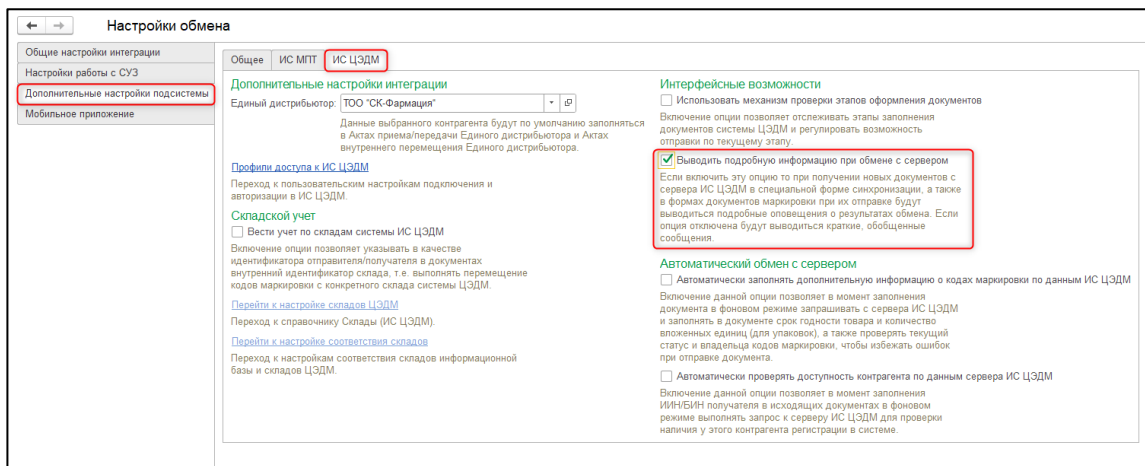 Настройки обмена
Общие настройки интеграции
Настройки работы с СУЗ
Дополнительные настройки подсистемы
Мобильное приложение
Общее
ИС МПТ
ИС ЦЭДМ
Дополнительные настройки интеграции
Единый дистрибьютор: ТОО "СК-Фармация"
Данные выбранного контрагента будут по умолчанию заполняться
в Актах приема/передачи Единого дистрибьютора и Актах
внутреннего перемещения Единого дистрибьютора.
Профили доступа к ИС ЦЭДМ
Переход к пользовательским настройкам подключения и
авторизации в ИС ЦЭДМ.
Складской учет
Вести учет по складам системы ИС ЦЭДМ
Включение опции позволяет указывать в качестве
идентификатора отправителя/получателя в документах
внутренний идентификатор склада, т.е. выполнять перемещение
кодов маркировки с конкретного склада системы ЦЭДМ.
Перейти к настройке складов ЦЭДМ
Переход к справочнику Склады (ИС ЦЭДМ).
Перейти к настройке соответствия складов
Переход к настройкам соответствия складов информационной
базы и складов ЦЭДМ.
Интерфейсные возможности
Использовать механизм проверки этапов оформления документов
Включение опции позволяет отслеживать этапы заполнения
документов системы ЦЭДМ и регулировать возможность
отправки по текущему этапу.
Выводить подробную информацию при обмене с сервером
Если включить эту опцию то при получении новых документов с
сервера ИС ЦЭДМ в специальной форме синхронизации, а также
в формах документов маркировки при их отправке будут
выводиться подробные оповещения о результатах обмена. Если
опция отключена будут выводиться краткие, обобщенные
сообщения.
Автоматический обмен с сервером
Автоматически заполнять дополнительную информацию о кодах маркировки по данным ИС ЦЭДМ
Включение данной опции позволяет в момент заполнения
документа в фоновом режиме запрашивать с сервера ИС ЦЭДМ
и заполнять в документе срок годности товара и количество
вложенных единиц (для упаковок), а также проверять текущий
статус и владельца кодов маркировки, чтобы избежать ошибок
при отправке документа.
Автоматически проверять доступность контрагента по данным сервера ИС ЦЭДМ
Включение данной опции позволяет в момент заполнения
ИИН/БИН получателя в исходящих документах в фоновом
режиме выполнять запрос к серверу ИС ЦЭДМ для проверки
наличия у этого контрагента регистрации в системе.